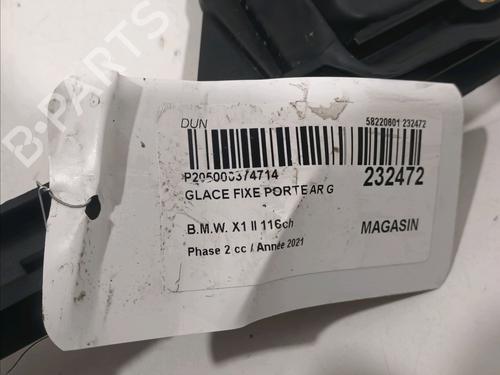 B-PARTS
DUN
58220801 232472
P205000374714
232472
GLACE FIXE PORTE AR G
B.M.W. X1 II 116ch
MAGASIN
Phase 2 cc / Année 2021